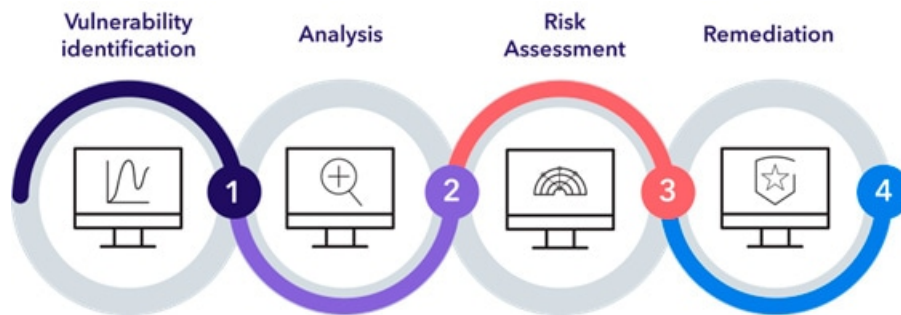 Vulnerability
identification
Analysis
Risk
Assessment
Remediation
1
2
3
4